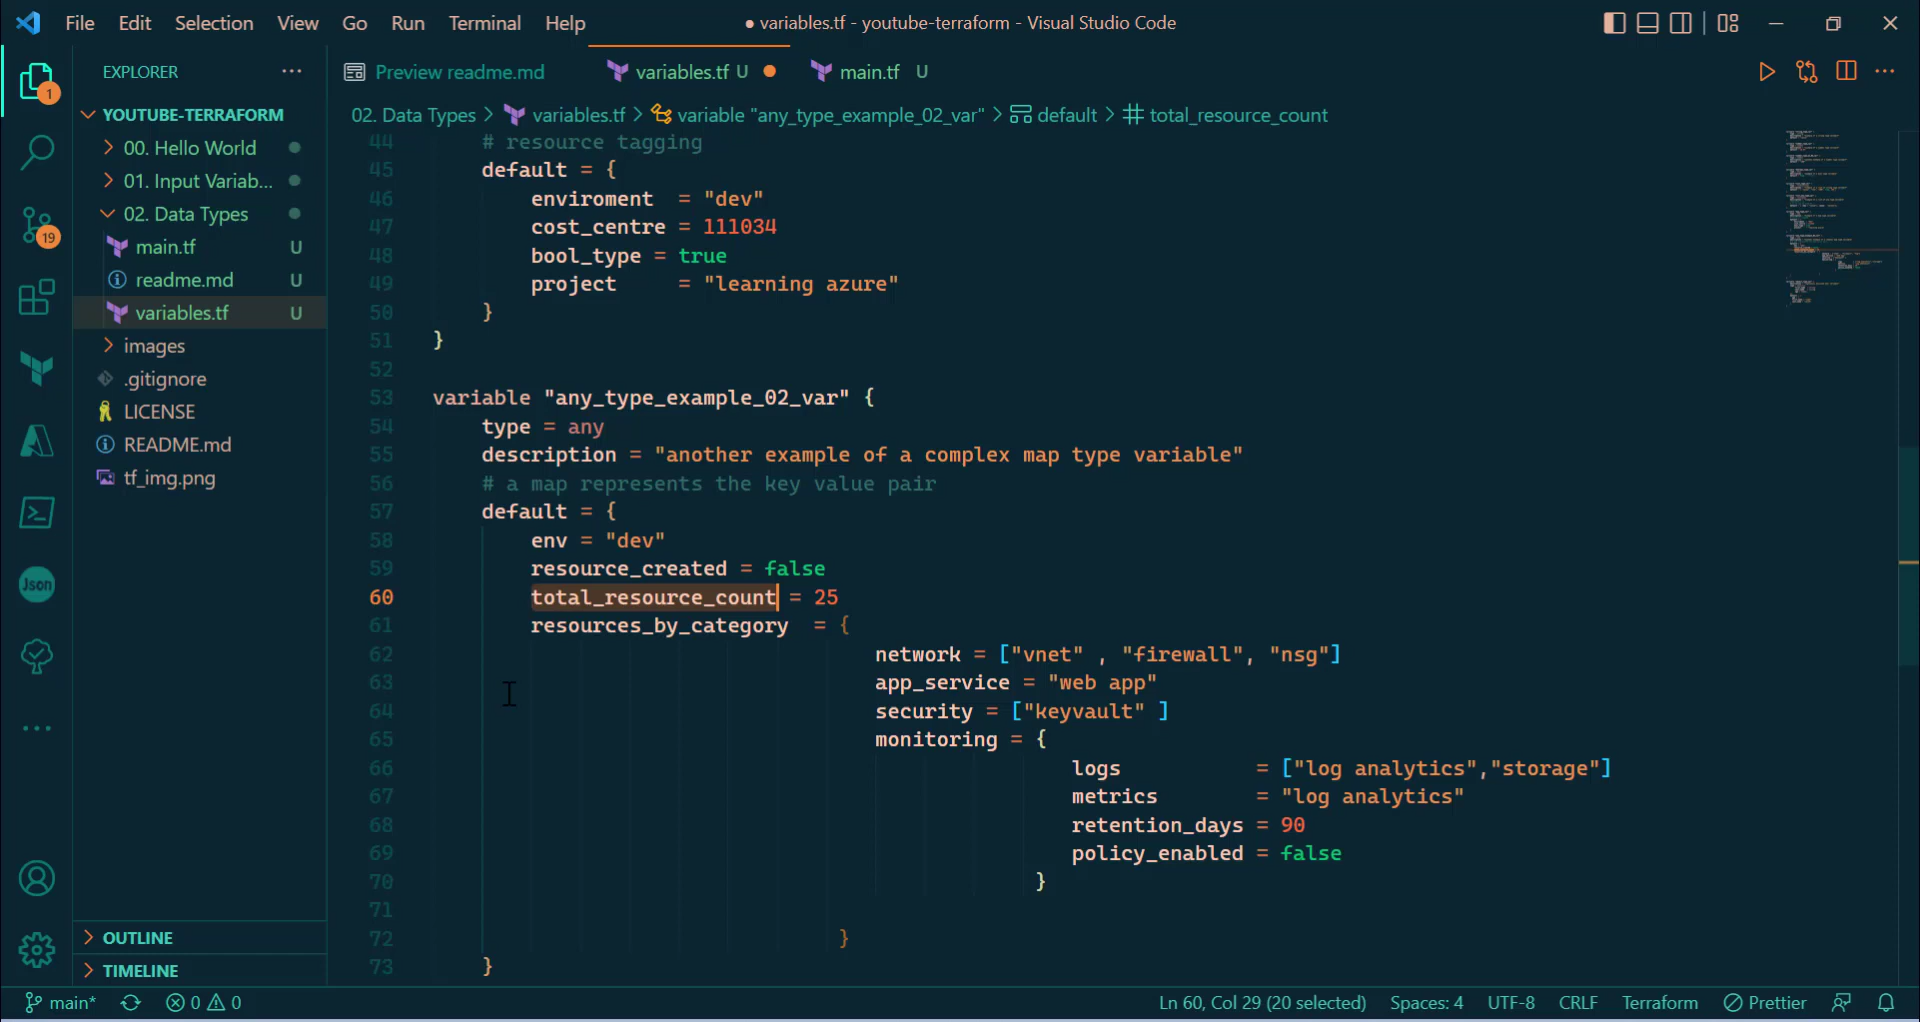 File Edit Selection View Go Run Terminal Help
● variables.tf - youtube-terraform - Visual Studio Code
EXPLORER ···
Preview readme.md
variables.tf U ●
main.tf U
1
YOUTUBE-TERRAFORM
00. Hello World
01. Input Variab...
02. Data Types
main.tf U
readme.md U
variables.tf U
images
.gitignore
LICENSE
README.md
tf_img.png
19
Json
OUTLINE
TIMELINE
02. Data Types > variables.tf > variable "any_type_example_02_var" > default > total_resource_count
44 # resource tagging
45 default = {
46 enviroment = "dev"
47 cost_centre = 111034
48 bool_type = true
49 project = "learning azure"
50 }
51 }
52
53 variable "any_type_example_02_var" {
54 type = any
55 description = "another example of a complex map type variable"
56 # a map represents the key value pair
57 default = {
58 env = "dev"
59 resource_created = false
60 total_resource_count = 25
61 resources_by_category = {
62 network = ["vnet" , "firewall", "nsg"]
63 app_service = "web app"
64 security = ["keyvault" ]
65 monitoring = {
66 logs = ["log analytics","storage"]
67 metrics = "log analytics"
68 retention_days = 90
69 policy_enabled = false
70 }
71
72 }
73 }
main* 0 0 Ln 60, Col 29 (20 selected) Spaces: 4 UTF-8 CRLF Terraform Prettier